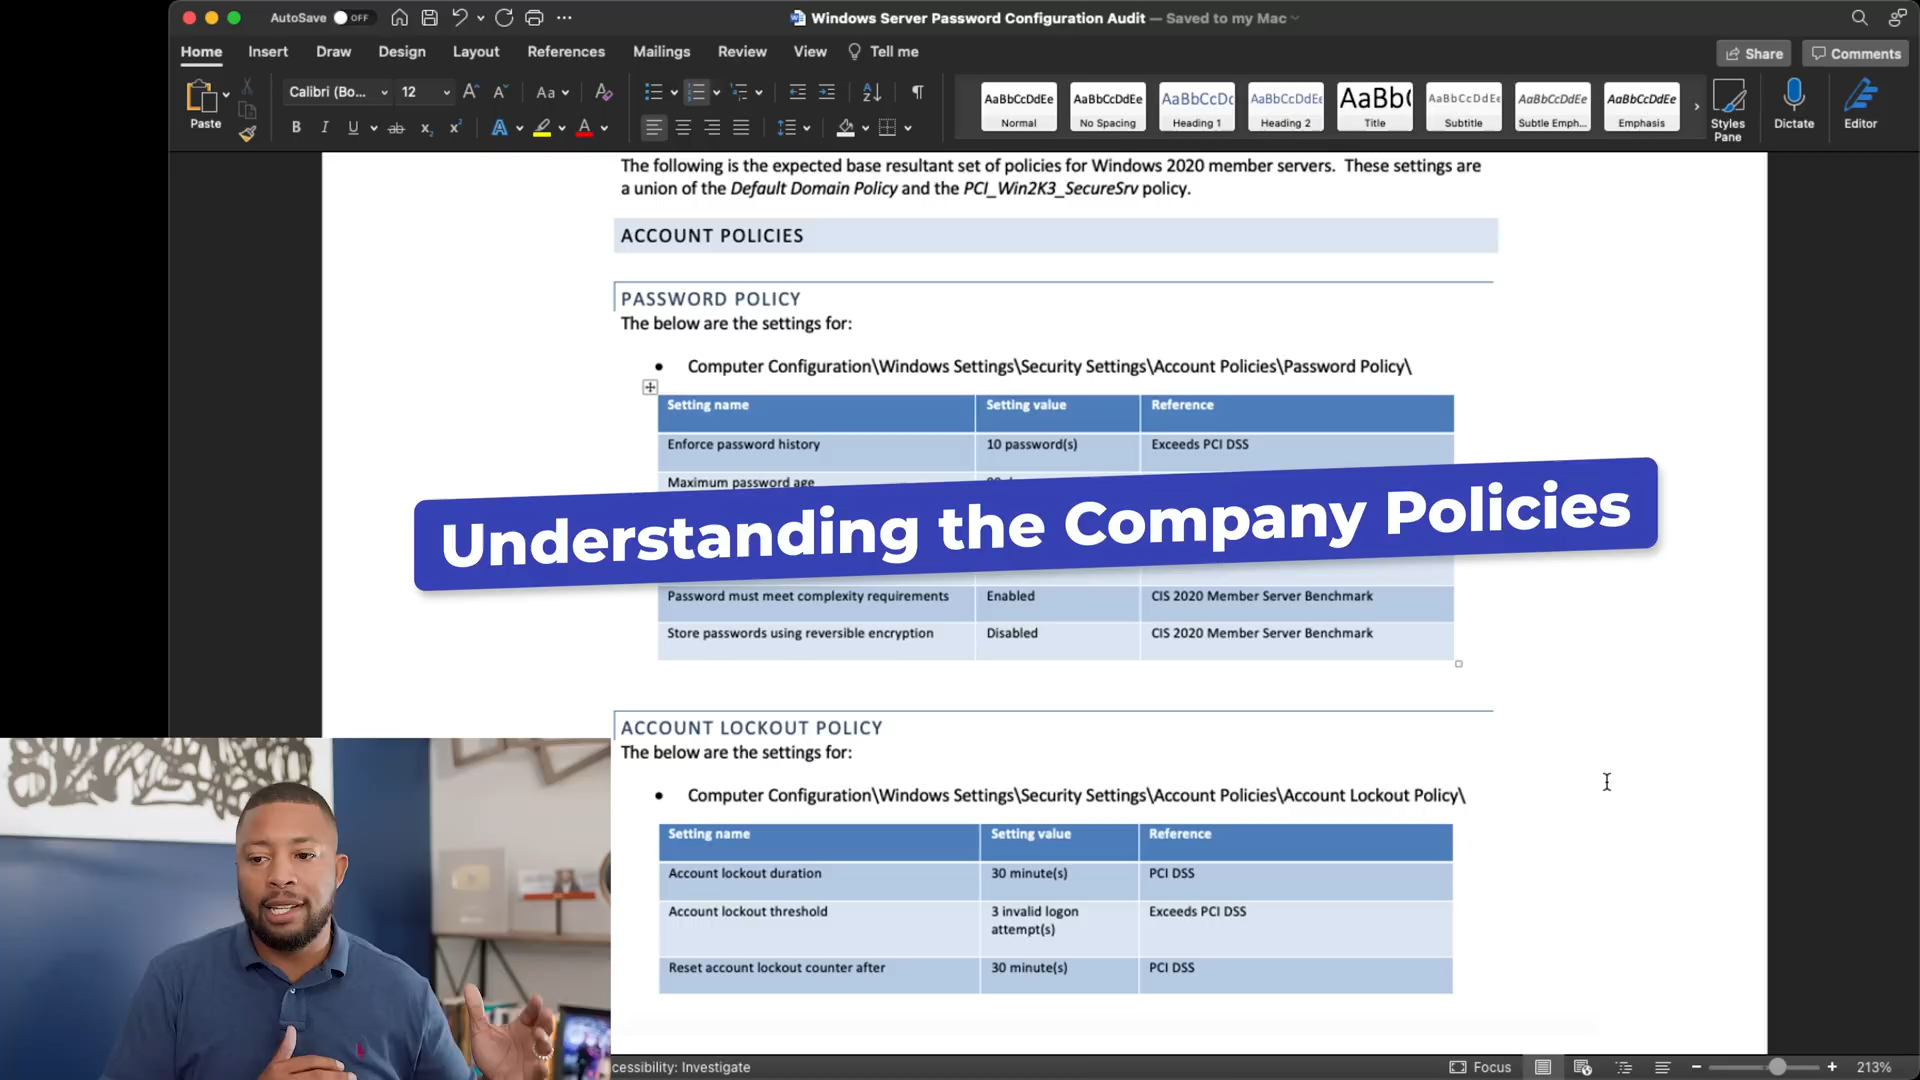 AutoSave OFF
Windows Server Password Configuration Audit — Saved to my Mac
Home Insert Draw Design Layout References Mailings Review View Tell me
Share Comments
Paste
Calibri (Bo... 12
Aa
B I U ab x₂ x² A A
AaBbCcDdEe Normal
AaBbCcDdEe No Spacing
AaBbCcDc Heading 1
AaBbCcDdEe Heading 2
AaBb( Title
AaBbCcDdEe Subtitle
AaBbCcDdEe Subtle Emph...
AaBbCcDdEe Emphasis
Styles Pane
Dictate
Editor
The following is the expected base resultant set of policies for Windows 2020 member servers. These settings are
a union of the Default Domain Policy and the PCI_Win2K3_SecureSrv policy.
ACCOUNT POLICIES
PASSWORD POLICY
The below are the settings for:
• Computer Configuration\Windows Settings\Security Settings\Account Policies\Password Policy\
Setting name Setting value Reference
Enforce password history 10 password(s) Exceeds PCI DSS
Maximum password age
Understanding the Company Policies
Password must meet complexity requirements Enabled CIS 2020 Member Server Benchmark
Store passwords using reversible encryption Disabled CIS 2020 Member Server Benchmark
ACCOUNT LOCKOUT POLICY
The below are the settings for:
• Computer Configuration\Windows Settings\Security Settings\Account Policies\Account Lockout Policy\
Setting name Setting value Reference
Account lockout duration 30 minute(s) PCI DSS
Account lockout threshold 3 invalid logon attempt(s) Exceeds PCI DSS
Reset account lockout counter after 30 minute(s) PCI DSS
cessibility: Investigate
Focus
213%